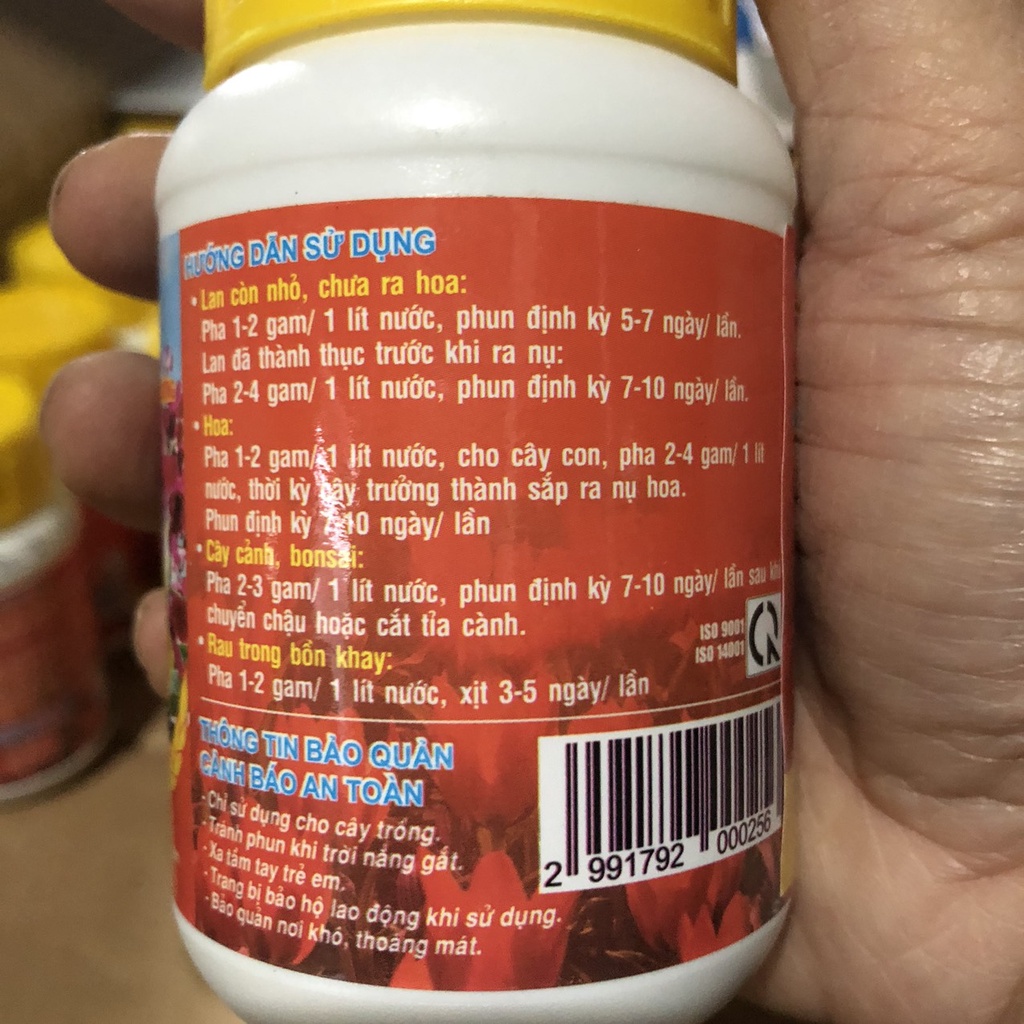 HƯỚNG DẪN SỬ DỤNG
• Lan còn nhỏ, chưa ra hoa:
Pha 1-2 gam/ 1 lít nước, phun định kỳ 5-7 ngày/ lần.
Lan đã thành thục trước khi ra nụ:
Pha 2-4 gam/ 1 lít nước, phun định kỳ 7-10 ngày/ lần.
• Hoa:
Pha 1-2 gam/ 1 lít nước, cho cây con, pha 2-4 gam/ 1 lít
nước, thời kỳ cây trưởng thành sắp ra nụ hoa.
Phun định kỳ 7-10 ngày/ lần
• Cây cảnh, bonsai:
Pha 2-3 gam/ 1 lít nước, phun định kỳ 7-10 ngày/ lần sau khi
chuyển chậu hoặc cắt tỉa cành.
• Rau trong bồn khay:
Pha 1-2 gam/ 1 lít nước, xịt 3-5 ngày/ lần
ISO 9001
ISO 14001
THÔNG TIN BẢO QUẢN
CẢNH BÁO AN TOÀN
- Chỉ sử dụng cho cây trồng.
- Tránh phun khi trời nắng gắt.
- Xa tầm tay trẻ em.
- Trang bị bảo hộ lao động khi sử dụng.
- Bảo quản nơi khô, thoáng mát.
2 991792 000256